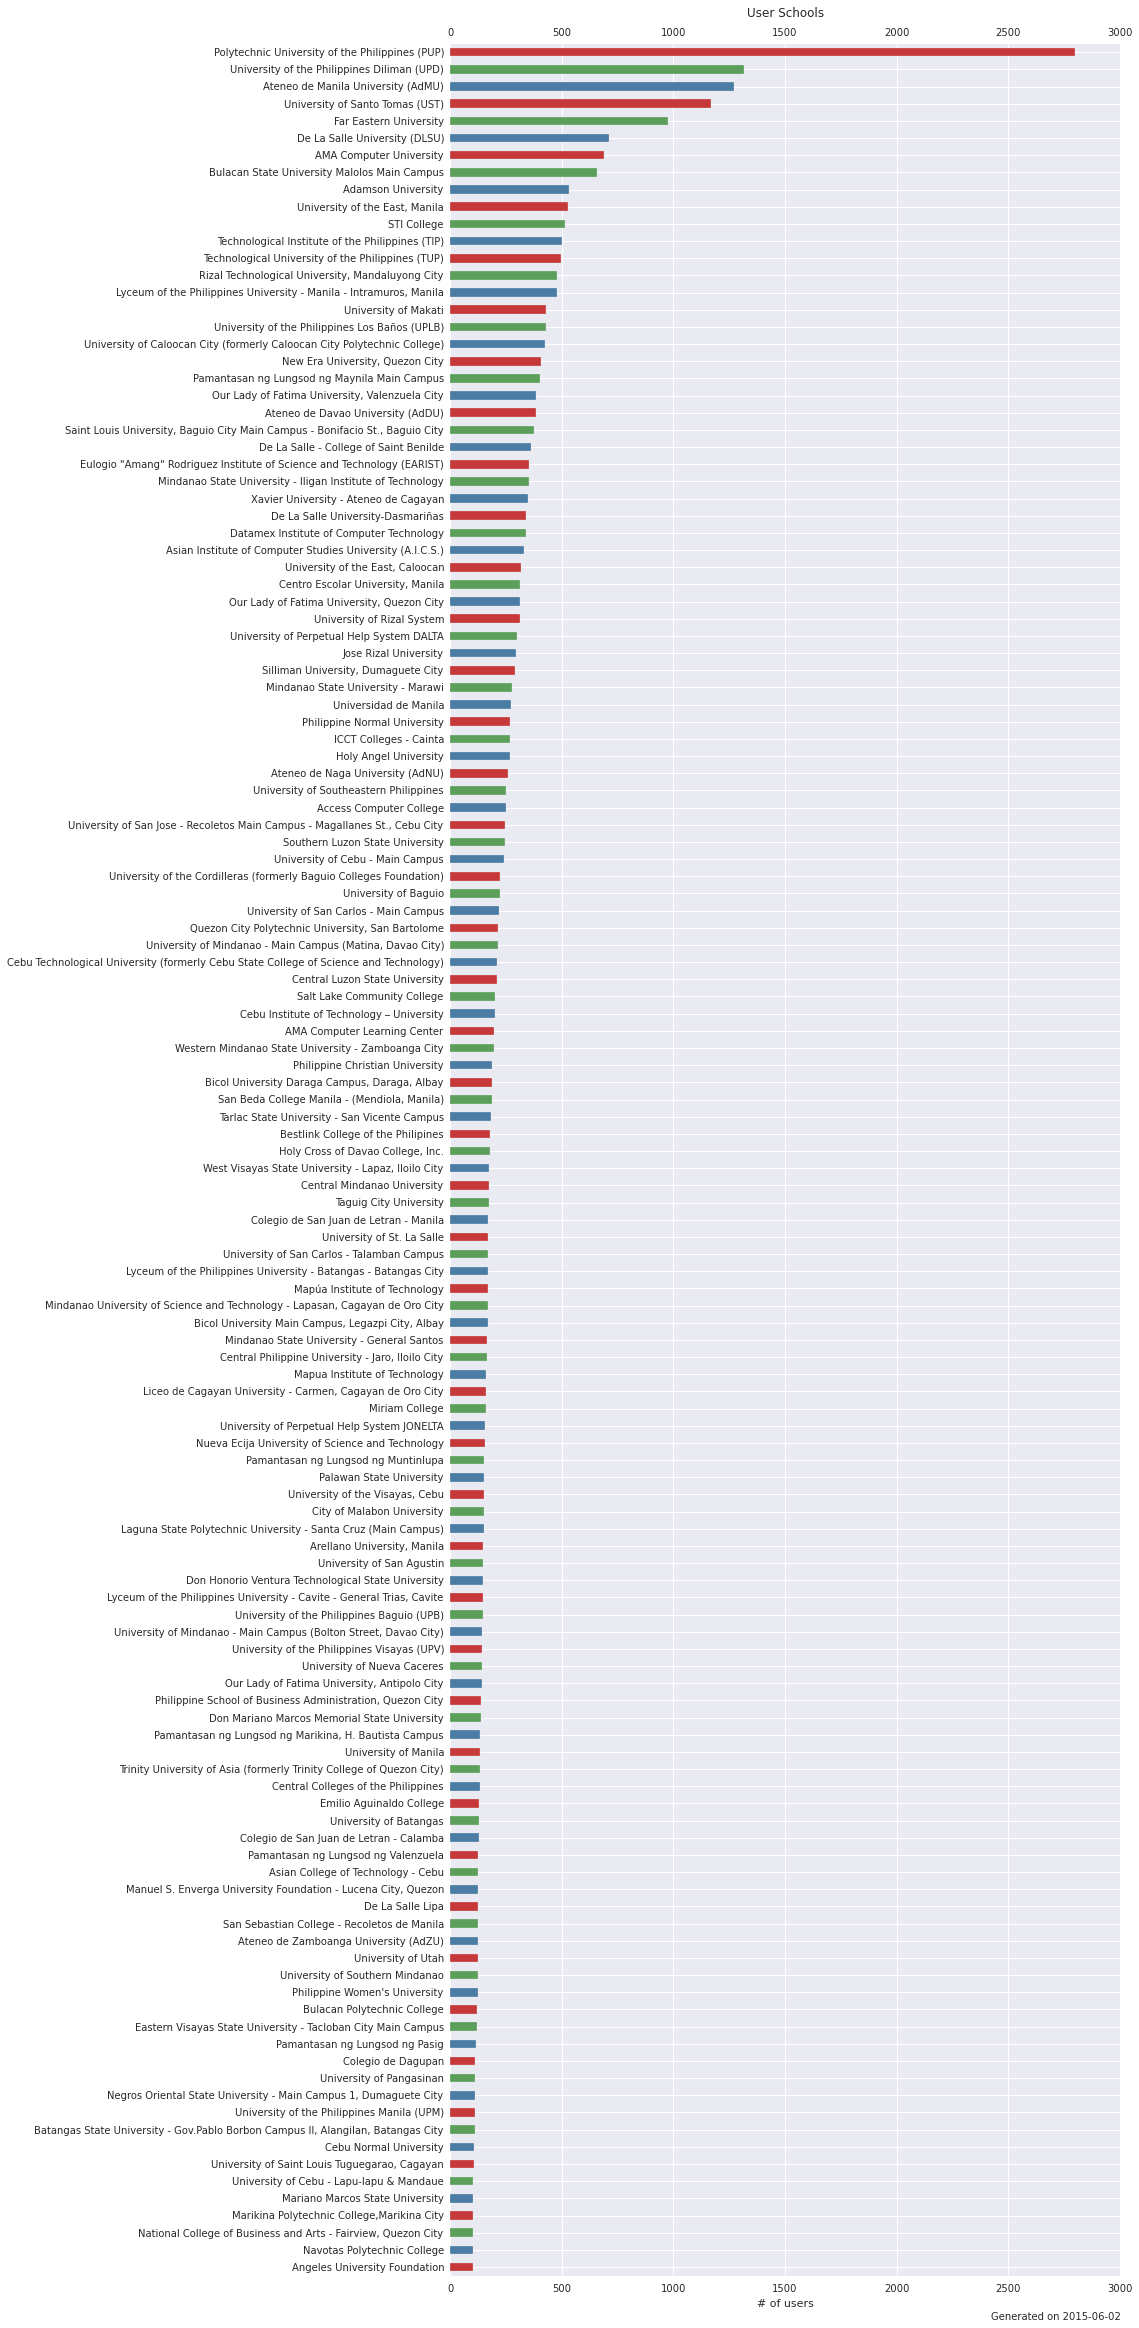 User Schools
0 500 1000 1500 2000 2500 3000
Polytechnic University of the Philippines (PUP)
University of the Philippines Diliman (UPD)
Ateneo de Manila University (AdMU)
University of Santo Tomas (UST)
Far Eastern University
De La Salle University (DLSU)
AMA Computer University
Bulacan State University Malolos Main Campus
Adamson University
University of the East, Manila
STI College
Technological Institute of the Philippines (TIP)
Technological University of the Philippines (TUP)
Rizal Technological University, Mandaluyong City
Lyceum of the Philippines University - Manila - Intramuros, Manila
University of Makati
University of the Philippines Los Baños (UPLB)
University of Caloocan City (formerly Caloocan City Polytechnic College)
New Era University, Quezon City
Pamantasan ng Lungsod ng Maynila Main Campus
Our Lady of Fatima University, Valenzuela City
Ateneo de Davao University (AdDU)
Saint Louis University, Baguio City Main Campus - Bonifacio St., Baguio City
De La Salle - College of Saint Benilde
Eulogio "Amang" Rodriguez Institute of Science and Technology (EARIST)
Mindanao State University - Iligan Institute of Technology
Xavier University - Ateneo de Cagayan
De La Salle University-Dasmariñas
Datamex Institute of Computer Technology
Asian Institute of Computer Studies University (A.I.C.S.)
University of the East, Caloocan
Centro Escolar University, Manila
Our Lady of Fatima University, Quezon City
University of Rizal System
University of Perpetual Help System DALTA
Jose Rizal University
Silliman University, Dumaguete City
Mindanao State University - Marawi
Universidad de Manila
Philippine Normal University
ICCT Colleges - Cainta
Holy Angel University
Ateneo de Naga University (AdNU)
University of Southeastern Philippines
Access Computer College
University of San Jose - Recoletos Main Campus - Magallanes St., Cebu City
Southern Luzon State University
University of Cebu - Main Campus
University of the Cordilleras (formerly Baguio Colleges Foundation)
University of Baguio
University of San Carlos - Main Campus
Quezon City Polytechnic University, San Bartolome
University of Mindanao - Main Campus (Matina, Davao City)
Cebu Technological University (formerly Cebu State College of Science and Technology)
Central Luzon State University
Salt Lake Community College
Cebu Institute of Technology – University
AMA Computer Learning Center
Western Mindanao State University - Zamboanga City
Philippine Christian University
Bicol University Daraga Campus, Daraga, Albay
San Beda College Manila - (Mendiola, Manila)
Tarlac State University - San Vicente Campus
Bestlink College of the Philipines
Holy Cross of Davao College, Inc.
West Visayas State University - Lapaz, Iloilo City
Central Mindanao University
Taguig City University
Colegio de San Juan de Letran - Manila
University of St. La Salle
University of San Carlos - Talamban Campus
Lyceum of the Philippines University - Batangas - Batangas City
Mapúa Institute of Technology
Mindanao University of Science and Technology - Lapasan, Cagayan de Oro City
Bicol University Main Campus, Legazpi City, Albay
Mindanao State University - General Santos
Central Philippine University - Jaro, Iloilo City
Mapua Institute of Technology
Liceo de Cagayan University - Carmen, Cagayan de Oro City
Miriam College
University of Perpetual Help System JONELTA
Nueva Ecija University of Science and Technology
Pamantasan ng Lungsod ng Muntinlupa
Palawan State University
University of the Visayas, Cebu
City of Malabon University
Laguna State Polytechnic University - Santa Cruz (Main Campus)
Arellano University, Manila
University of San Agustin
Don Honorio Ventura Technological State University
Lyceum of the Philippines University - Cavite - General Trias, Cavite
University of the Philippines Baguio (UPB)
University of Mindanao - Main Campus (Bolton Street, Davao City)
University of the Philippines Visayas (UPV)
University of Nueva Caceres
Our Lady of Fatima University, Antipolo City
Philippine School of Business Administration, Quezon City
Don Mariano Marcos Memorial State University
Pamantasan ng Lungsod ng Marikina, H. Bautista Campus
University of Manila
Trinity University of Asia (formerly Trinity College of Quezon City)
Central Colleges of the Philippines
Emilio Aguinaldo College
University of Batangas
Colegio de San Juan de Letran - Calamba
Pamantasan ng Lungsod ng Valenzuela
Asian College of Technology - Cebu
Manuel S. Enverga University Foundation - Lucena City, Quezon
De La Salle Lipa
San Sebastian College - Recoletos de Manila
Ateneo de Zamboanga University (AdZU)
University of Utah
University of Southern Mindanao
Philippine Women's University
Bulacan Polytechnic College
Eastern Visayas State University - Tacloban City Main Campus
Pamantasan ng Lungsod ng Pasig
Colegio de Dagupan
University of Pangasinan
Negros Oriental State University - Main Campus 1, Dumaguete City
University of the Philippines Manila (UPM)
Batangas State University - Gov.Pablo Borbon Campus II, Alangilan, Batangas City
Cebu Normal University
University of Saint Louis Tuguegarao, Cagayan
University of Cebu - Lapu-lapu & Mandaue
Mariano Marcos State University
Marikina Polytechnic College,Marikina City
National College of Business and Arts - Fairview, Quezon City
Navotas Polytechnic College
Angeles University Foundation
0 500 1000 1500 2000 2500 3000
# of users
Generated on 2015-06-02